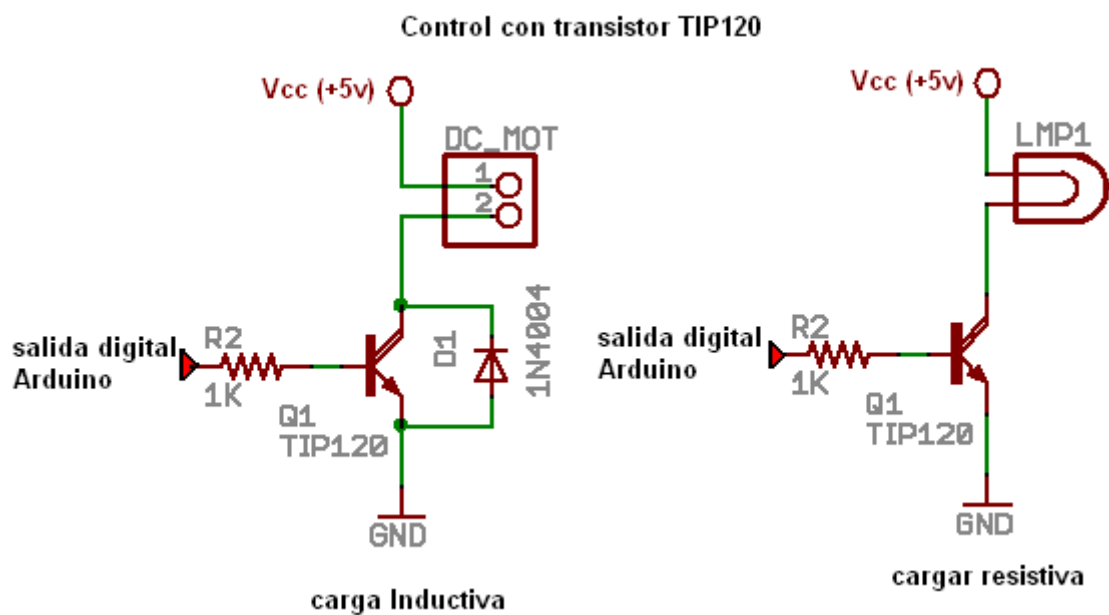 Control con transistor TIP120
Vcc (+5v)
DC_MOT
1
2
salida digital
Arduino
R2
1K
Q1
TIP120
D1
1N4004
GND
carga Inductiva
Vcc (+5v)
LMP1
salida digital
Arduino
R2
1K
Q1
TIP120
GND
cargar resistiva